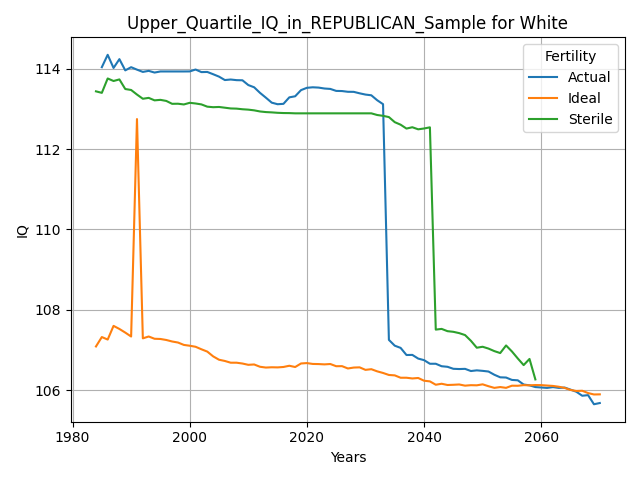 Upper_Quartile_IQ_in_REPUBLICAN_Sample for White
Fertility
Actual
Ideal
Sterile
IQ
114
112
110
108
106
1980
2000
2020
2040
2060
Years